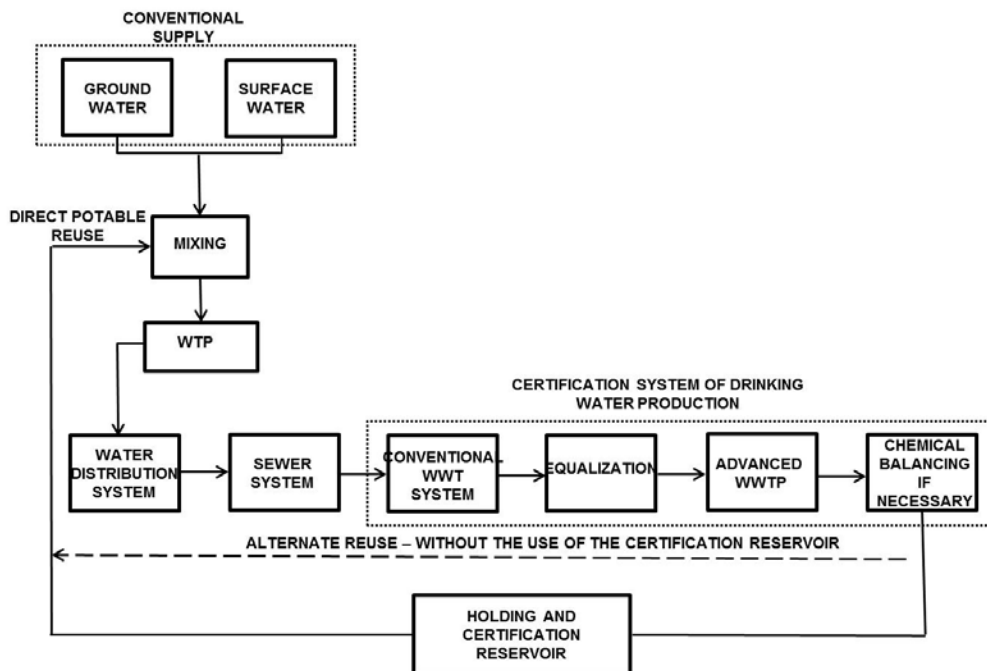 CONVENTIONAL
SUPPLY
GROUND
WATER
SURFACE
WATER
DIRECT POTABLE
REUSE
MIXING
WTP
CERTIFICATION SYSTEM OF DRINKING
WATER PRODUCTION
WATER
DISTRIBUTION
SYSTEM
SEWER
SYSTEM
CONVENTIONAL
WWT
SYSTEM
EQUALIZATION
ADVANCED
WWTP
CHEMICAL
BALANCING
IF
NECESSARY
ALTERNATE REUSE – WITHOUT THE USE OF THE CERTIFICATION RESERVOIR
HOLDING AND
CERTIFICATION
RESERVOIR